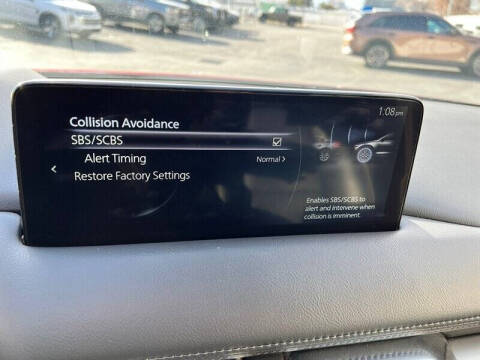 1:08 pm
Collision Avoidance
SBS/SCBS
Alert Timing
Normal >
Restore Factory Settings
Enables SBS/SCBS to
alert and intervene when
collision is imminent.